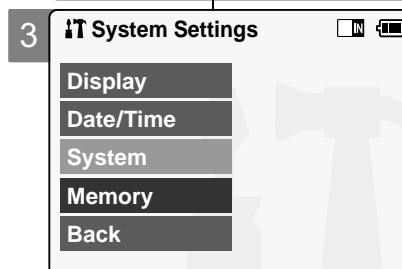 3
System Settings
IN
Display
Date/Time
System
Memory
Back